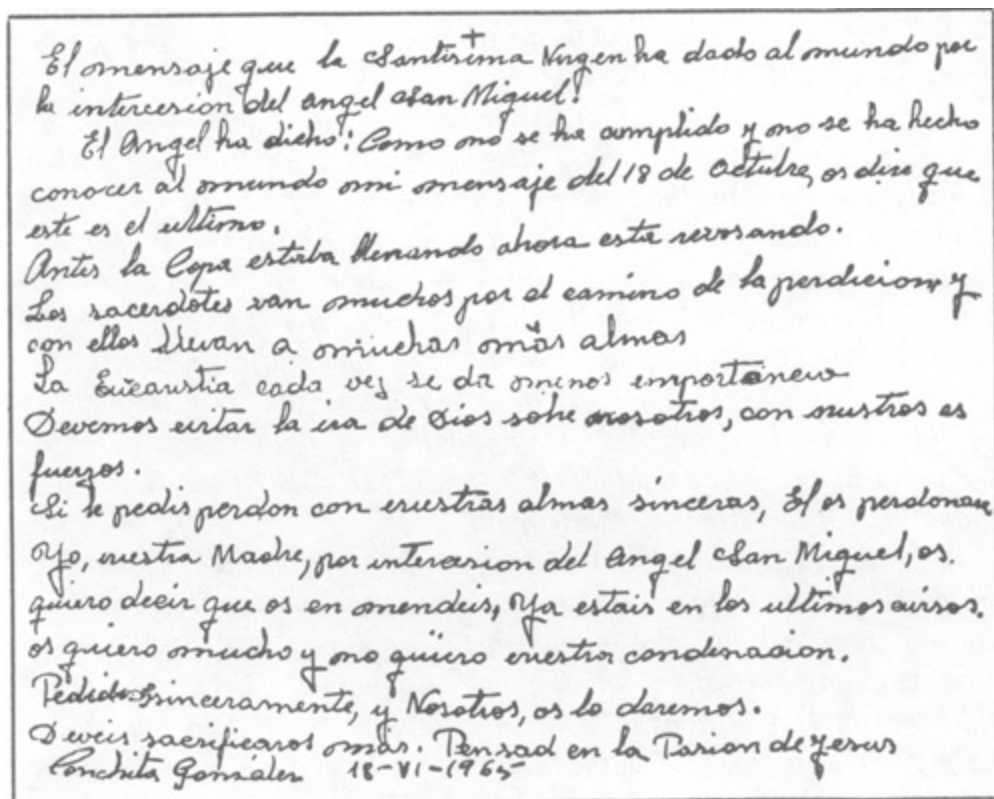 +
El mensaje que la Santisima Virgen ha dado al mundo por
la intercesion del angel San Miguel!
El Angel ha dicho: Como no se ha cumplido y no se ha hecho
conocer al mundo mi mensaje del 18 de Octubre, os dire que
este es el ultimo.
Antes la Copa estaba llenando ahora esta revosando.
Los sacerdotes van muchos por el camino de la perdicion y
con ellos llevan a muchas más almas
La Eucaristia cada vez se da menos importancia
Devemos evitar la ira de Dios sobre nosotros, con nuestros es
fuerzos.
Si le pedis perdon con vuestras almas sinceras, El os perdonara
Yo, vuestra Madre, por intercesion del Angel San Miguel, os
quiero decir que os en mendeis, Ya estais en los ultimos avisos.
os quiero mucho y no quiero vuestra condenacion.
Pedidnos sinceramente, y Nosotros, os lo daremos.
Deveis sacrificaros más. Pensad en la Pasion de Jesus
Conchita González 18-VI-1965